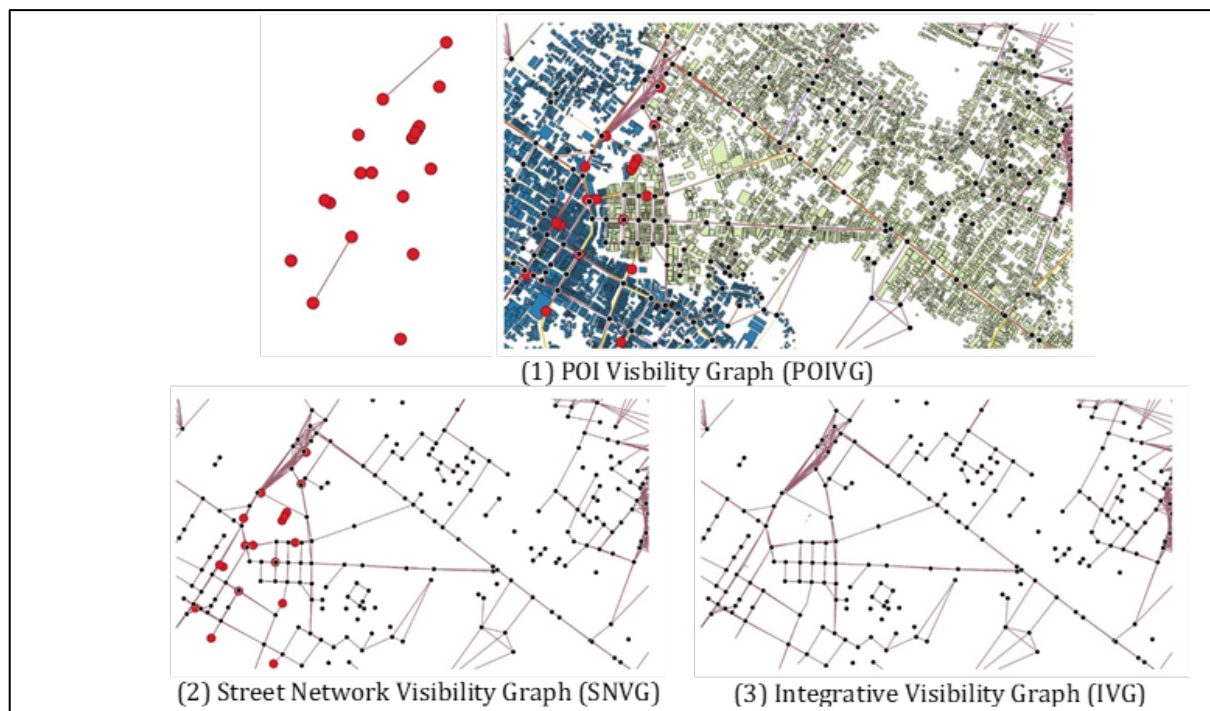 (1) POI Visbility Graph (POIVG)
(2) Street Network Visibility Graph (SNVG)
(3) Integrative Visibility Graph (IVG)